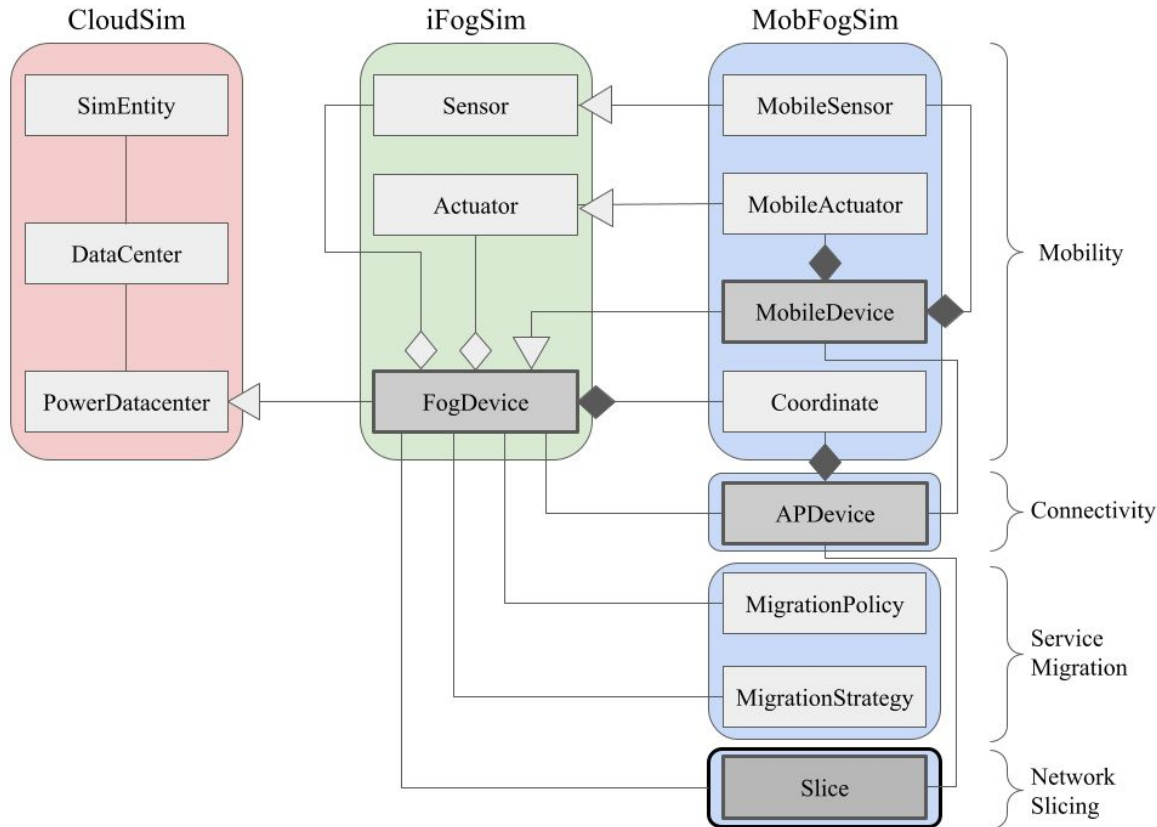 CloudSim
iFogSim
MobFogSim
SimEntity
Sensor
MobileSensor
Actuator
MobileActuator
DataCenter
Mobility
MobileDevice
PowerDatacenter
FogDevice
Coordinate
APDevice
Connectivity
MigrationPolicy
Service
Migration
MigrationStrategy
Slice
Network
Slicing